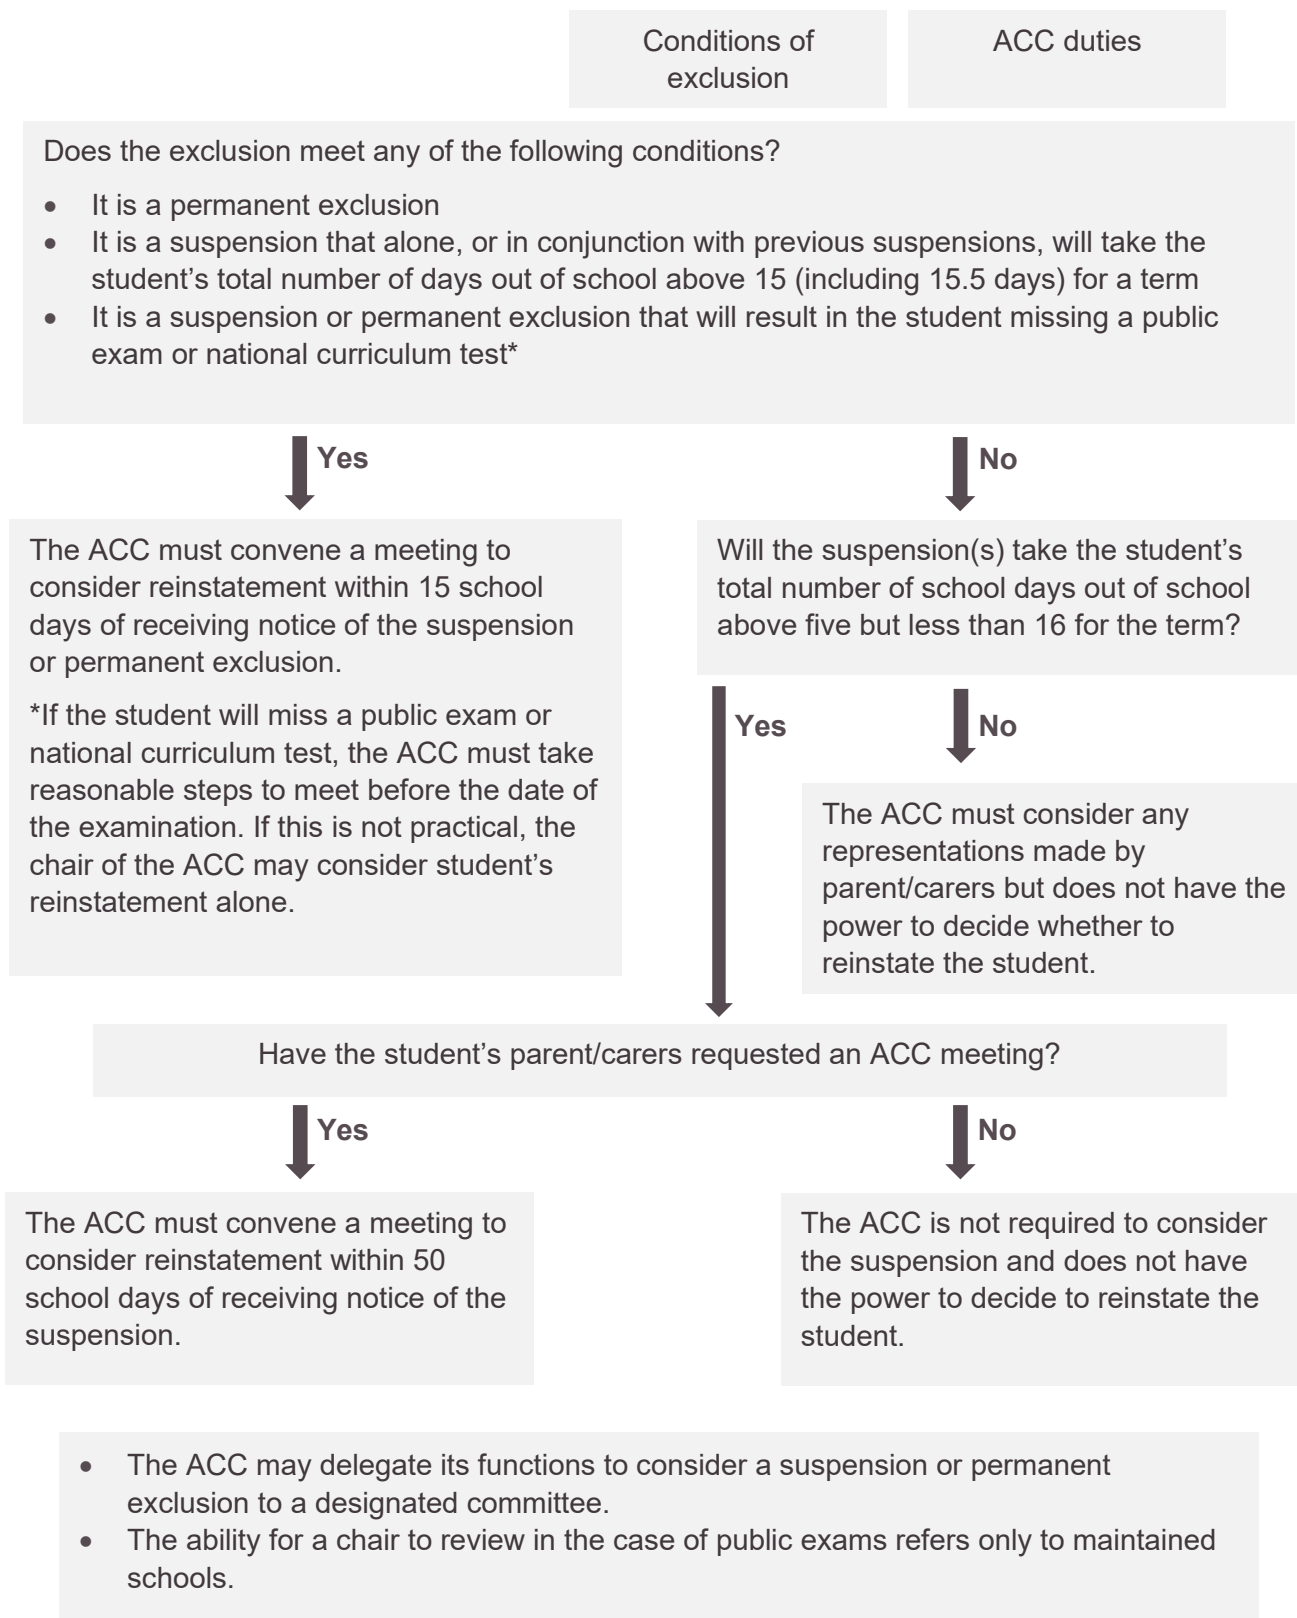 Conditions of
exclusion
ACC duties
Does the exclusion meet any of the following conditions?
• It is a permanent exclusion
• It is a suspension that alone, or in conjunction with previous suspensions, will take the
student’s total number of days out of school above 15 (including 15.5 days) for a term
• It is a suspension or permanent exclusion that will result in the student missing a public
exam or national curriculum test*
Yes
No
The ACC must convene a meeting to
consider reinstatement within 15 school
days of receiving notice of the suspension
or permanent exclusion.
*If the student will miss a public exam or
national curriculum test, the ACC must take
reasonable steps to meet before the date of
the examination. If this is not practical, the
chair of the ACC may consider student’s
reinstatement alone.
Will the suspension(s) take the student’s
total number of school days out of school
above five but less than 16 for the term?
Yes
No
The ACC must consider any
representations made by
parent/carers but does not have the
power to decide whether to
reinstate the student.
Have the student’s parent/carers requested an ACC meeting?
Yes
No
The ACC must convene a meeting to
consider reinstatement within 50
school days of receiving notice of the
suspension.
The ACC is not required to consider
the suspension and does not have
the power to decide to reinstate the
student.
• The ACC may delegate its functions to consider a suspension or permanent
exclusion to a designated committee.
• The ability for a chair to review in the case of public exams refers only to maintained
schools.